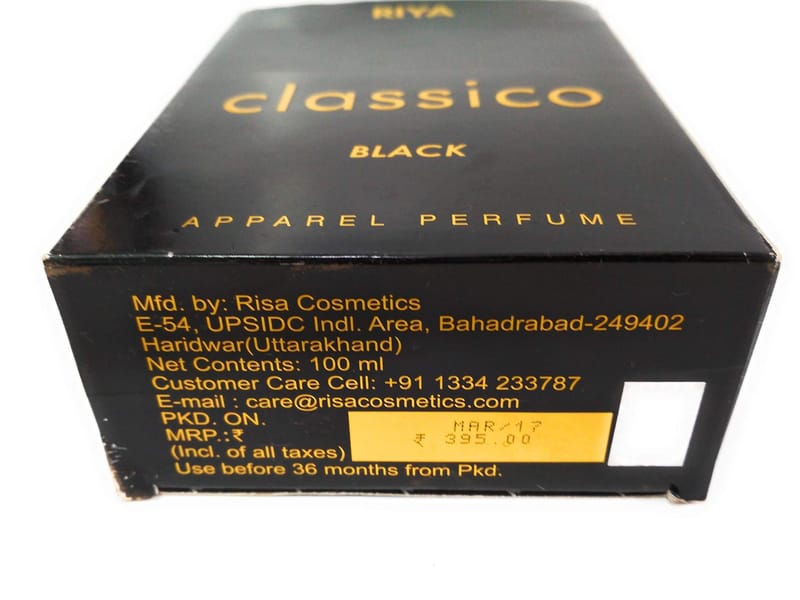 RIYA
classico
BLACK
APPAREL PERFUME
Mfd. by: Risa Cosmetics
E-54, UPSIDC Indl. Area, Bahadrabad-249402
Haridwar(Uttarakhand)
Net Contents: 100 ml
Customer Care Cell: +91 1334 233787
E-mail : care@risacosmetics.com
PKD. ON. MAR/17
MRP.:₹ ₹ 395.00
(Incl. of all taxes)
Use before 36 months from Pkd.